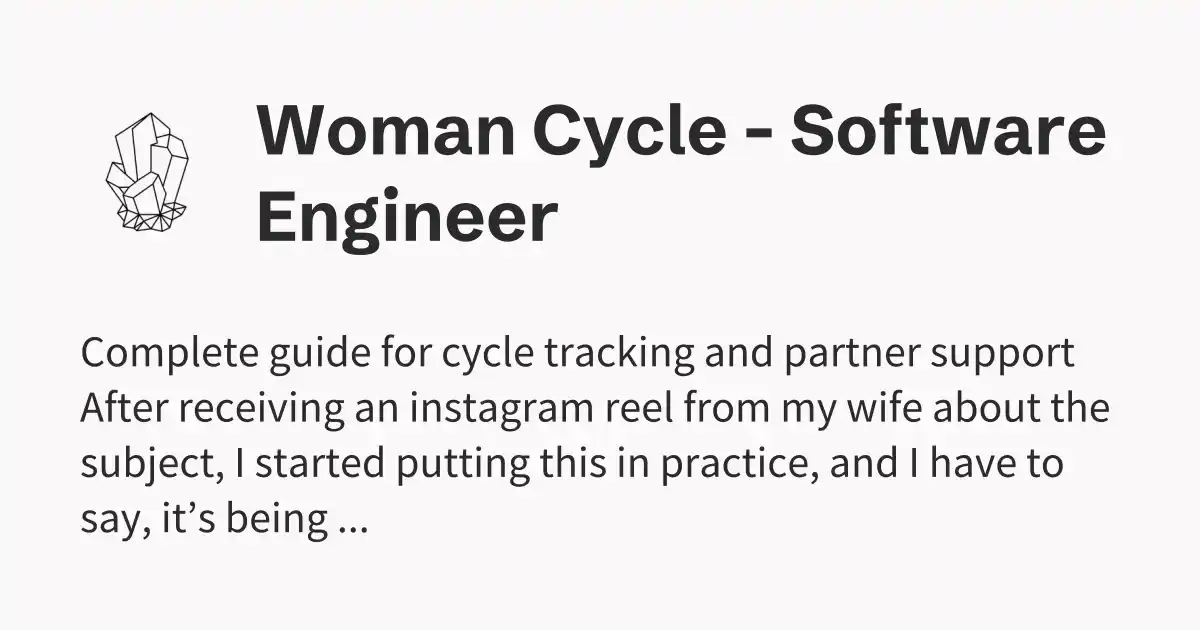 Woman Cycle - Software
Engineer
Complete guide for cycle tracking and partner support
After receiving an instagram reel from my wife about the
subject, I started putting this in practice, and I have to
say, it’s being ...